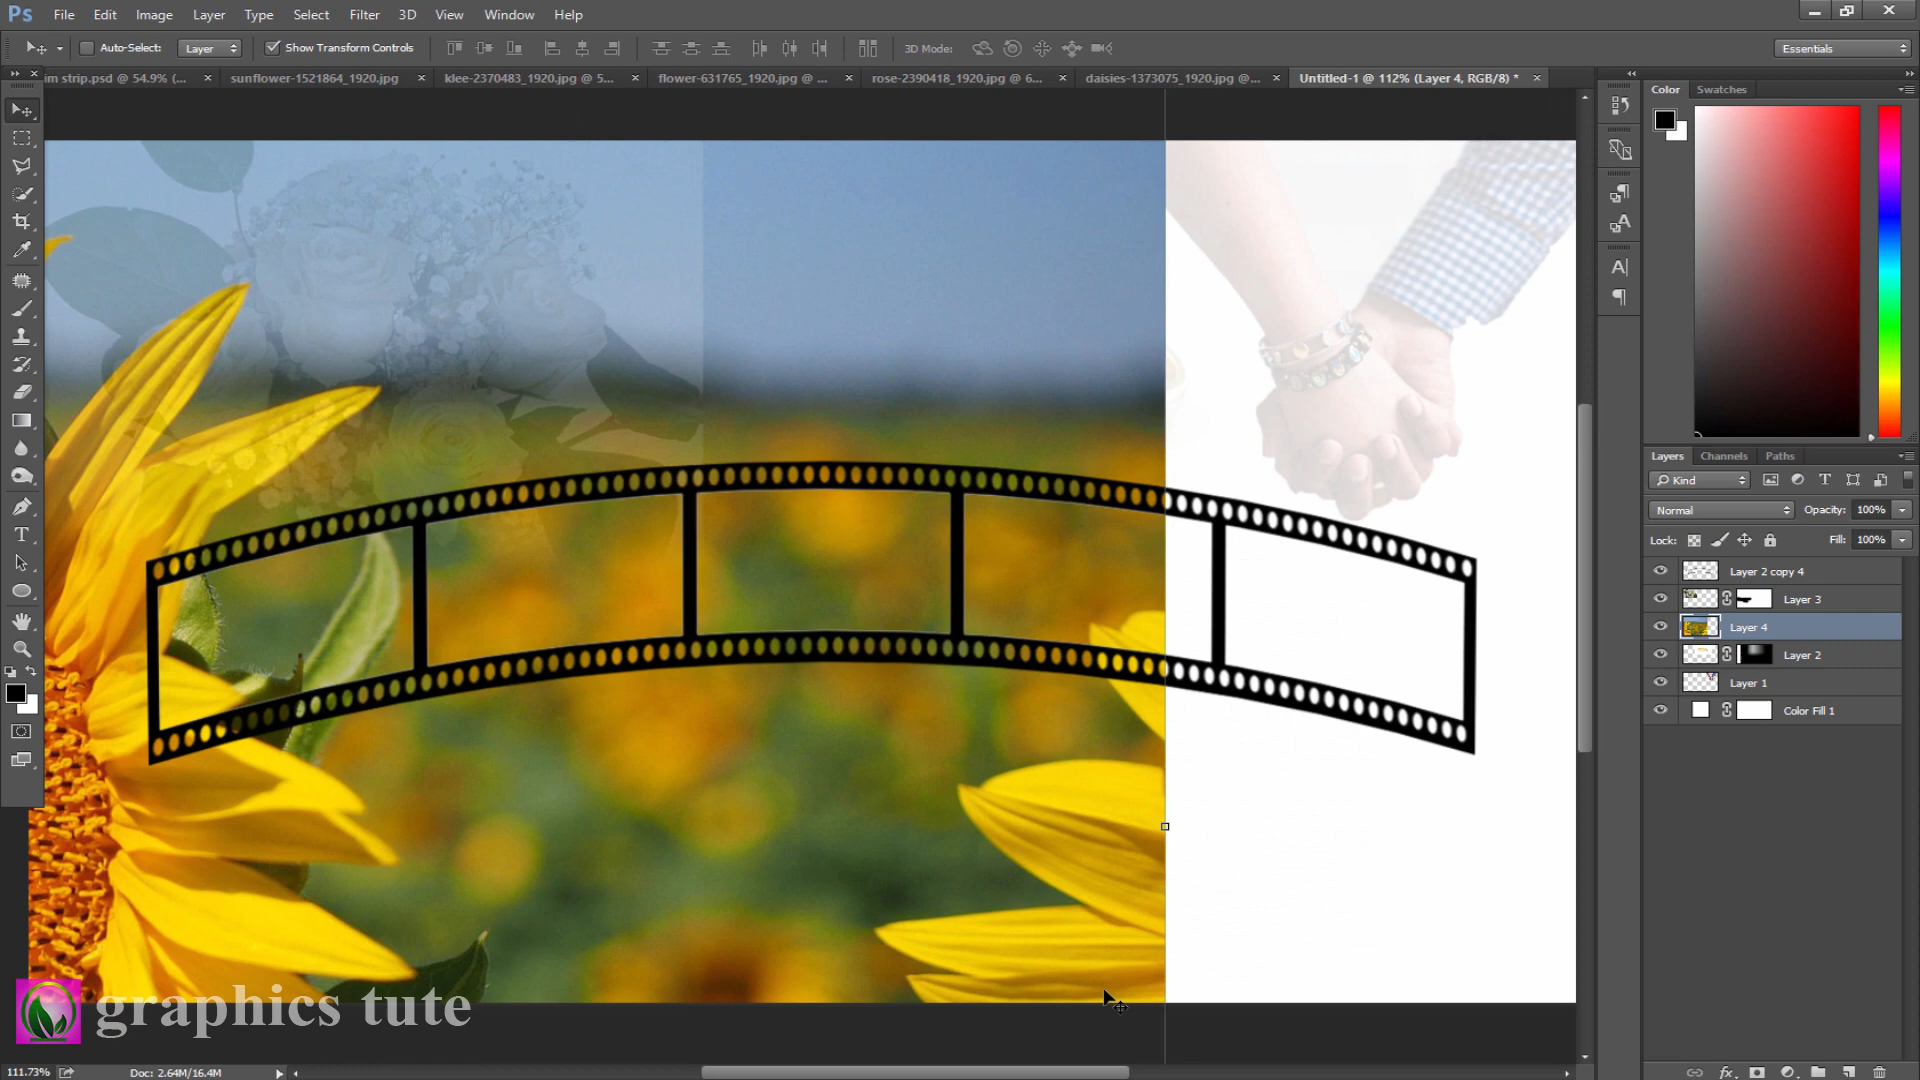 Ps File Edit Image Layer Type Select Filter 3D View Window Help
Auto-Select: Layer Show Transform Controls 3D Mode: Essentials
im strip.psd @ 54.9% (... sunflower-1521864_1920.jpg klee-2370483_1920.jpg @ 5... flower-631765_1920.jpg @ ... rose-2390418_1920.jpg @ 6... daisies-1373075_1920.jpg @... Untitled-1 @ 112% (Layer 4, RGB/8) *
Color Swatches
Layers Channels Paths
Kind
Normal Opacity: 100%
Lock: Fill: 100%
Layer 2 copy 4
Layer 3
Layer 4
Layer 2
Layer 1
Color Fill 1
graphics tute
111.73% Doc: 2.64M/16.4M